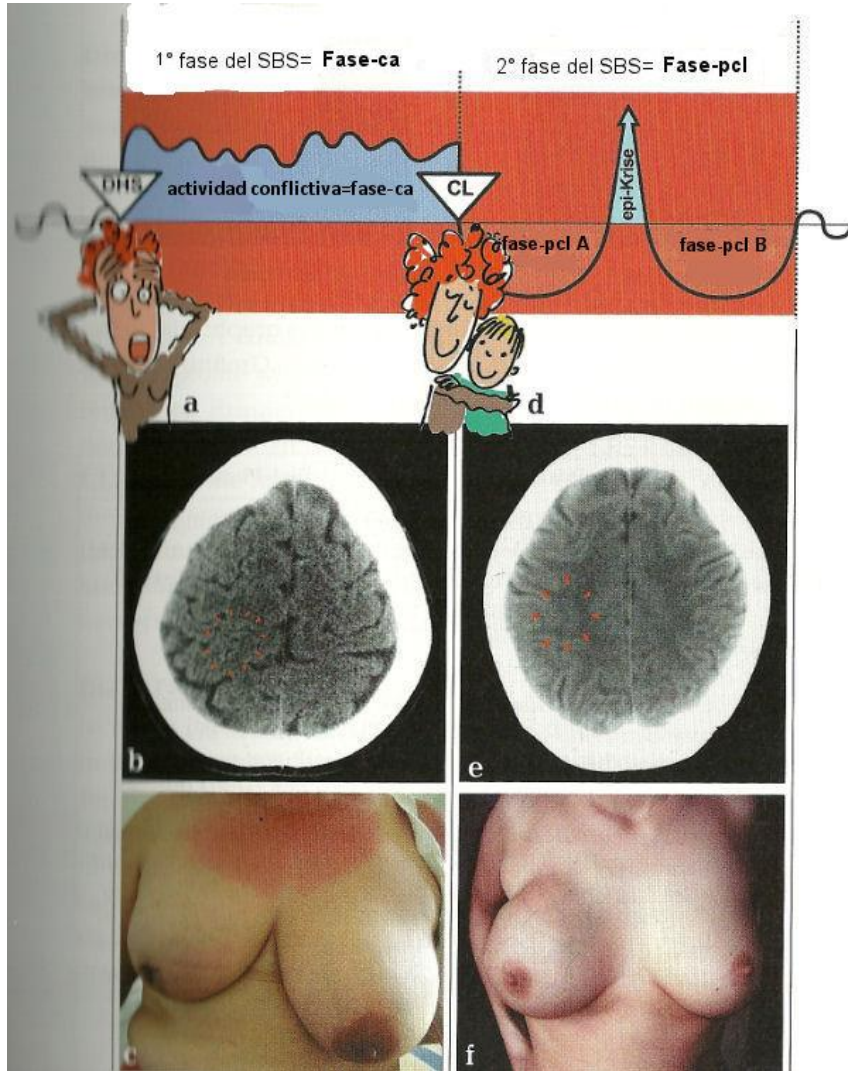 1° fase del SBS= Fase-ca
2° fase del SBS= Fase-pcl
DHS
actividad conflictiva=fase-ca
CL
epi-Krise
fase-pcl A
fase-pcl B
a
d
b
e
c
f